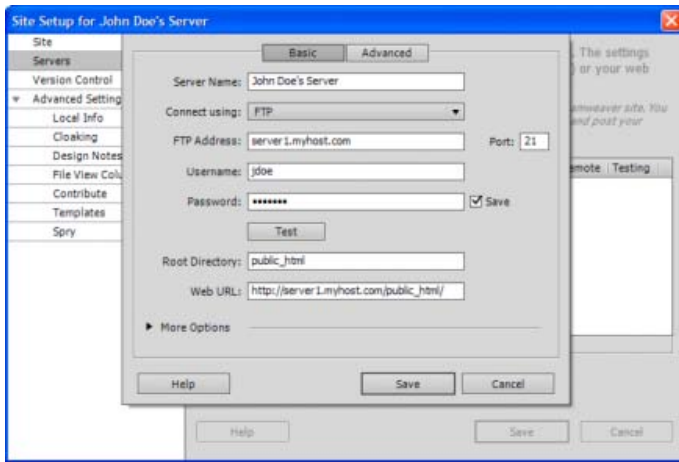 Site Setup for John Doe's Server
Site
Servers
Version Control
Advanced Setting
Local Info
Cloaking
Design Notes
File View Colu
Contribute
Templates
Spry
Basic
Advanced
Server Name: John Doe's Server
Connect using: FTP
FTP Address: server1.myhost.com
Port: 21
Username: jdoe
Password: •••••••
Save
Test
Root Directory: public_html
Web URL: http://server1.myhost.com/public_html/
More Options
Help
Save
Cancel
. The settings
) or your web
amweaver site. You
and post your
emote Testing
Help
Save
Cancel